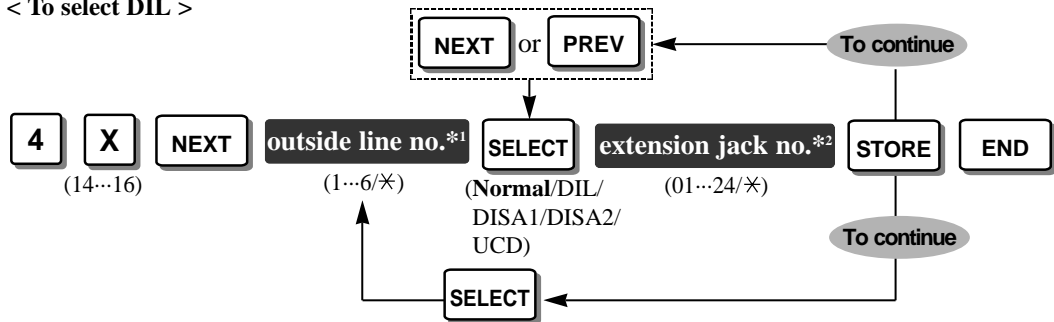 < To select DIL >
NEXT or PREV
To continue
4 X NEXT outside line no.*1 SELECT extension jack no.*2 STORE END
(14···16) (1···6/✳) (Normal/DIL/ (01···24/✳)
DISA1/DISA2/
UCD)
To continue
SELECT